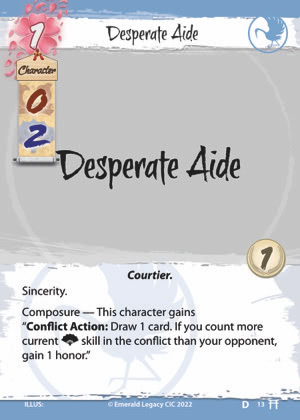 1
Desperate Aide
Character
0
2
Desperate Aide
1
Courtier.
Sincerity.
Composure — This character gains
“Conflict Action: Draw 1 card. If you count more
current skill in the conflict than your opponent,
gain 1 honor.”
ILLUS: © Emerald Legacy CIC 2022 D 13